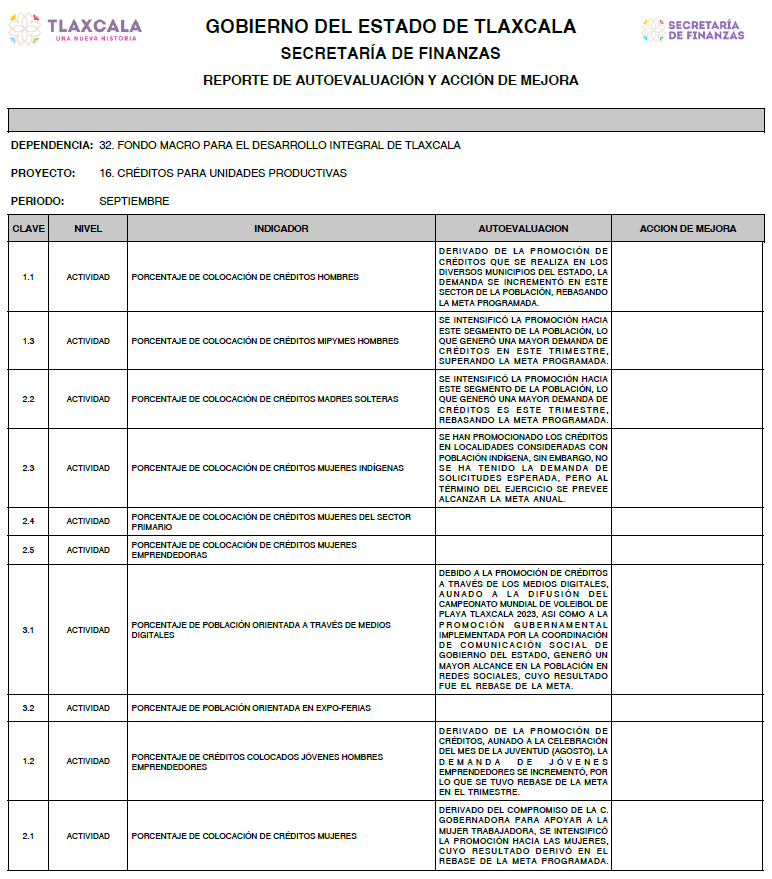 TLAXCALA
UNA NUEVA HISTORIA
GOBIERNO DEL ESTADO DE TLAXCALA
SECRETARÍA DE FINANZAS
REPORTE DE AUTOEVALUACIÓN Y ACCIÓN DE MEJORA
SECRETARÍA
DE FINANZAS
DEPENDENCIA: 32. FONDO MACRO PARA EL DESARROLLO INTEGRAL DE TLAXCALA
PROYECTO: 16. CRÉDITOS PARA UNIDADES PRODUCTIVAS
PERIODO: SEPTIEMBRE
CLAVE NIVEL INDICADOR AUTOEVALUACION ACCION DE MEJORA
1.1 ACTIVIDAD PORCENTAJE DE COLOCACIÓN DE CRÉDITOS HOMBRES
DERIVADO DE LA PROMOCIÓN DE
CRÉDITOS QUE SE REALIZA EN LOS
DIVERSOS MUNICIPIOS DEL ESTADO, LA
DEMANDA SE INCREMENTÓ EN ESTE
SECTOR DE LA POBLACIÓN, REBASANDO
LA META PROGRAMADA.
1.3 ACTIVIDAD PORCENTAJE DE COLOCACIÓN DE CRÉDITOS MIPYMES HOMBRES
SE INTENSIFICÓ LA PROMOCIÓN HACIA
ESTE SEGMENTO DE LA POBLACIÓN, LO
QUE GENERÓ UNA MAYOR DEMANDA DE
CRÉDITOS EN ESTE TRIMESTRE,
SUPERANDO LA META PROGRAMADA.
2.2 ACTIVIDAD PORCENTAJE DE COLOCACIÓN DE CRÉDITOS MADRES SOLTERAS
SE INTENSIFICÓ LA PROMOCIÓN HACIA
ESTE SEGMENTO DE LA POBLACIÓN, LO
QUE GENERÓ UNA MAYOR DEMANDA DE
CRÉDITOS ES ESTE TRIMESTRE,
REBASANDO LA META PROGRAMADA.
2.3 ACTIVIDAD PORCENTAJE DE COLOCACIÓN DE CRÉDITOS MUJERES INDÍGENAS
SE HAN PROMOCIONADO LOS CRÉDITOS
EN LOCALIDADES CONSIDERADAS CON
POBLACIÓN INDÍGENA, SIN EMBARGO, NO
SE HA TENIDO LA DEMANDA DE
SOLICITUDES ESPERADA, PERO AL
TÉRMINO DEL EJERCICIO SE PREVEE
ALCANZAR LA META ANUAL.
2.4 ACTIVIDAD PORCENTAJE DE COLOCACIÓN DE CRÉDITOS MUJERES DEL SECTOR
PRIMARIO
2.5 ACTIVIDAD PORCENTAJE DE COLOCACIÓN DE CRÉDITOS MUJERES
EMPRENDEDORAS
3.1 ACTIVIDAD PORCENTAJE DE POBLACIÓN ORIENTADA A TRAVÉS DE MEDIOS
DIGITALES
DEBIDO A LA PROMOCIÓN DE CRÉDITOS
A TRAVÉS DE LOS MEDIOS DIGITALES,
AUNADO A LA DIFUSIÓN DEL
CAMPEONATO MUNDIAL DE VOLEIBOL DE
PLAYA TLAXCALA 2023, ASI COMO A LA
PROMOCIÓN GUBERNAMENTAL
IMPLEMENTADA POR LA COORDINACIÓN
DE COMUNICACIÓN SOCIAL DE
GOBIERNO DEL ESTADO, GENERÓ UN
MAYOR ALCANCE EN LA POBLACIÓN EN
REDES SOCIALES, CUYO RESULTADO
FUE EL REBASE DE LA META.
3.2 ACTIVIDAD PORCENTAJE DE POBLACIÓN ORIENTADA EN EXPO-FERIAS
1.2 ACTIVIDAD PORCENTAJE DE CRÉDITOS COLOCADOS JÓVENES HOMBRES
EMPRENDEDORES
DERIVADO DE LA PROMOCIÓN DE
CRÉDITOS, AUNADO A LA CELEBRACIÓN
DEL MES DE LA JUVENTUD (AGOSTO), LA
DEMANDA DE JÓVENES
EMPRENDEDORES SE INCREMENTÓ, POR
LO QUE SE TUVO REBASE DE LA META
EN EL TRIMESTRE.
2.1 ACTIVIDAD PORCENTAJE DE COLOCACIÓN DE CRÉDITOS MUJERES
DERIVADO DEL COMPROMISO DE LA C.
GOBERNADORA PARA APOYAR A LA
MUJER TRABAJADORA, SE INTENSIFICÓ
LA PROMOCIÓN HACIA LAS MUJERES,
CUYO RESULTADO DERIVÓ EN EL
REBASE DE LA META PROGRAMADA.